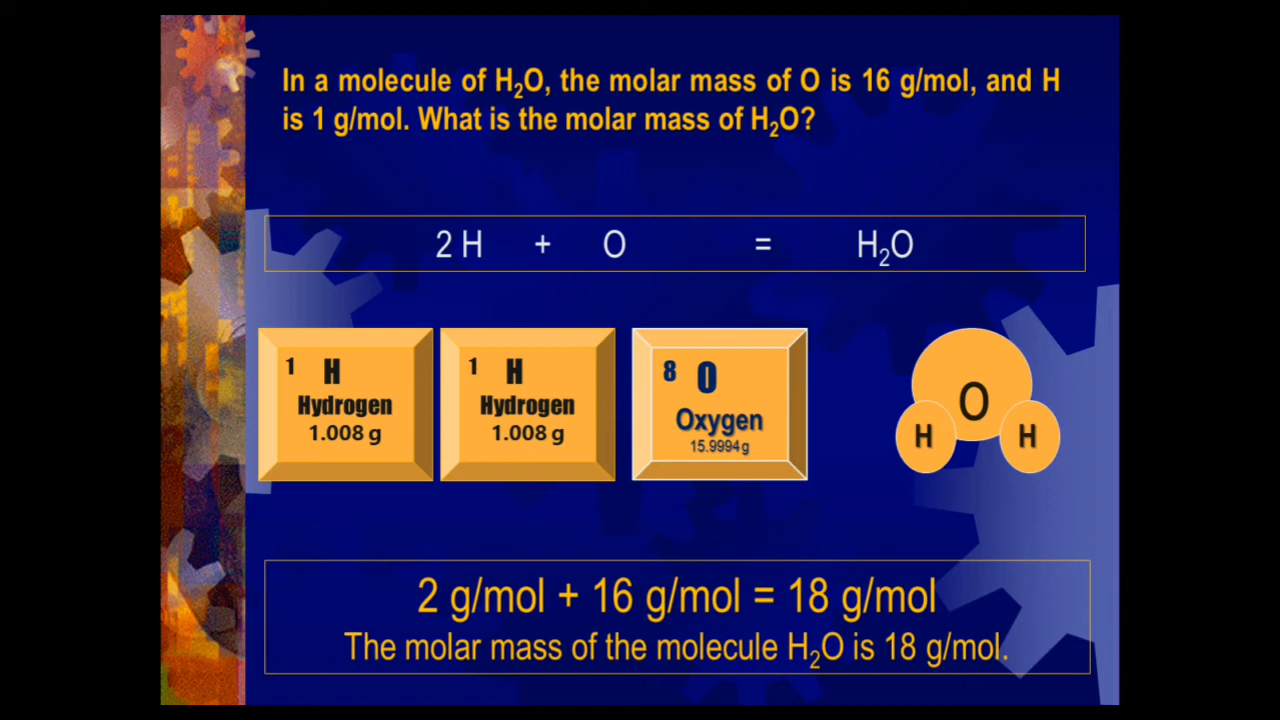 In a molecule of H₂O, the molar mass of O is 16 g/mol, and H
is 1 g/mol. What is the molar mass of H₂O?
2 H + O = H₂O
1 H
Hydrogen
1.008 g
1 H
Hydrogen
1.008 g
8 O
Oxygen
15.9994g
O
H H
2 g/mol + 16 g/mol = 18 g/mol
The molar mass of the molecule H₂O is 18 g/mol.